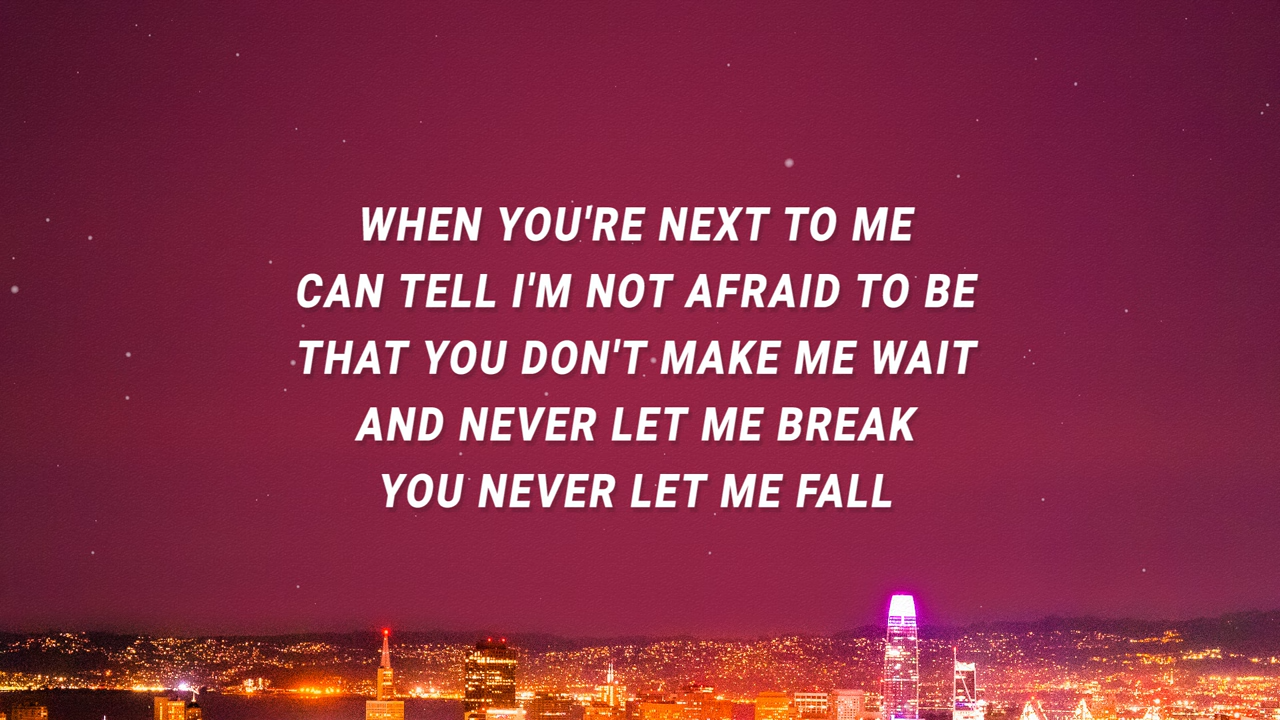 WHEN YOU'RE NEXT TO ME
CAN TELL I'M NOT AFRAID TO BE
THAT YOU DON'T MAKE ME WAIT
AND NEVER LET ME BREAK
YOU NEVER LET ME FALL